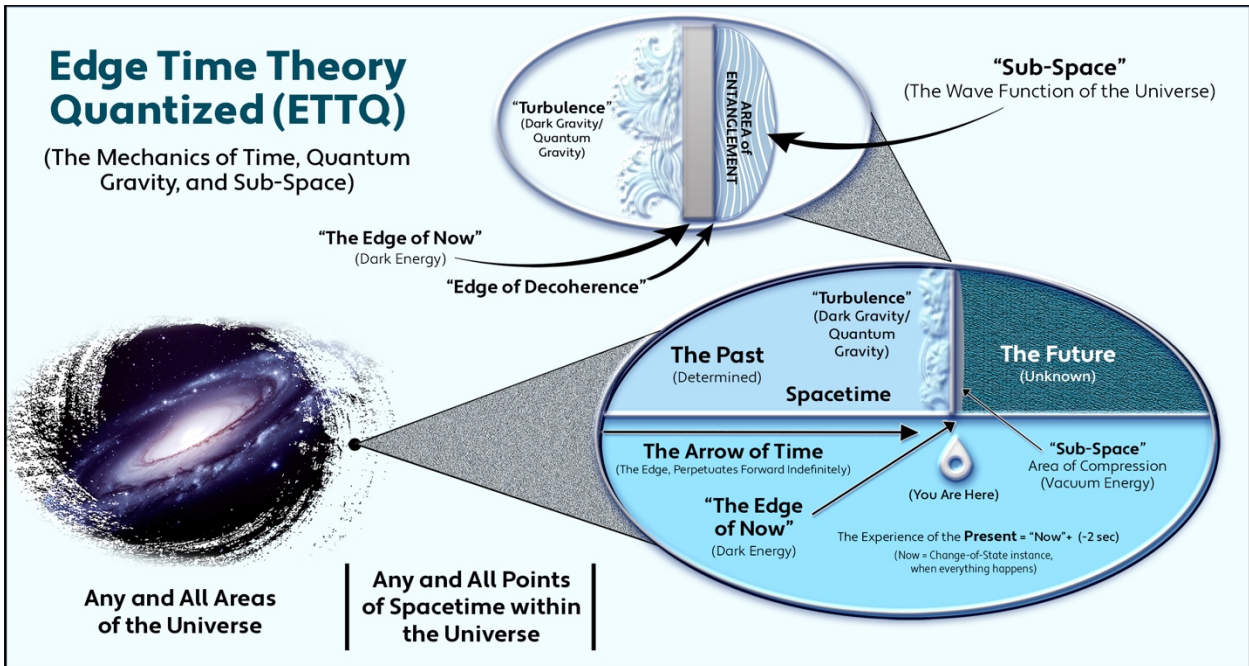 Edge Time Theory
Quantized (ETTQ)
(The Mechanics of Time, Quantum
Gravity, and Sub-Space)
“Turbulence”
(Dark Gravity/
Quantum
Gravity)
AREA of
ENTANGLEMENT
“Sub-Space”
(The Wave Function of the Universe)
“The Edge of Now”
(Dark Energy)
“Edge of Decoherence”
The Past
(Determined)
“Turbulence”
(Dark Gravity/
Quantum
Gravity)
The Future
(Unknown)
Spacetime
The Arrow of Time
(The Edge, Perpetuates Forward Indefinitely)
“The Edge
of Now”
(Dark Energy)
(You Are Here)
“Sub-Space”
Area of Compression
(Vacuum Energy)
The Experience of the Present = “Now”+ (-2 sec)
(Now = Change-of-State instance,
when everything happens)
Any and All Areas
of the Universe
Any and All Points
of Spacetime within
the Universe